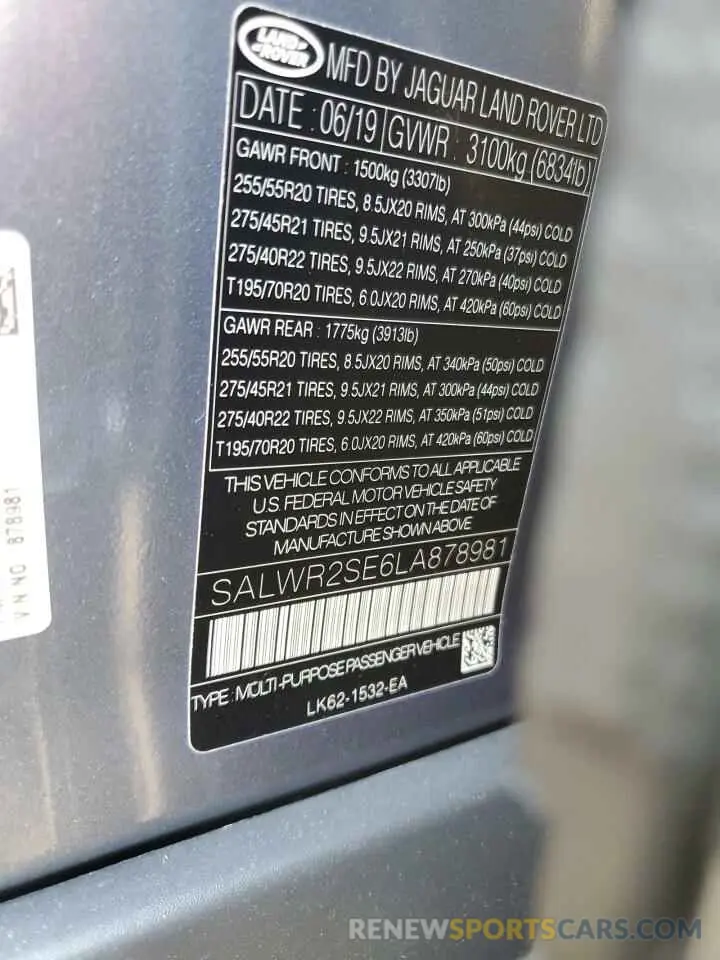 LAND
ROVER
MFD BY JAGUAR LAND ROVER LTD
DATE : 06/19 GVWR : 3100kg (6834lb)
GAWR FRONT : 1500kg (3307lb)
255/55R20 TIRES, 8.5JX20 RIMS, AT 300kPa (44psi) COLD
275/45R21 TIRES, 9.5JX21 RIMS, AT 250kPa (37psi) COLD
275/40R22 TIRES, 9.5JX22 RIMS, AT 270kPa (40psi) COLD
T195/70R20 TIRES, 6.0JX20 RIMS, AT 420kPa (60psi) COLD
GAWR REAR : 1775kg (3913lb)
255/55R20 TIRES, 8.5JX20 RIMS, AT 340kPa (50psi) COLD
275/45R21 TIRES, 9.5JX21 RIMS, AT 300kPa (44psi) COLD
275/40R22 TIRES, 9.5JX22 RIMS, AT 350kPa (51psi) COLD
T195/70R20 TIRES, 6.0JX20 RIMS, AT 420kPa (60psi) COLD
THIS VEHICLE CONFORMS TO ALL APPLICABLE
U.S. FEDERAL MOTOR VEHICLE SAFETY
STANDARDS IN EFFECT ON THE DATE OF
MANUFACTURE SHOWN ABOVE
SALWR2SE6LA878981
TYPE : MULTI-PURPOSE PASSENGER VEHICLE
LK62-1532-EA
V.I.N NO. 878981
RENEWSPORTSCARS.COM